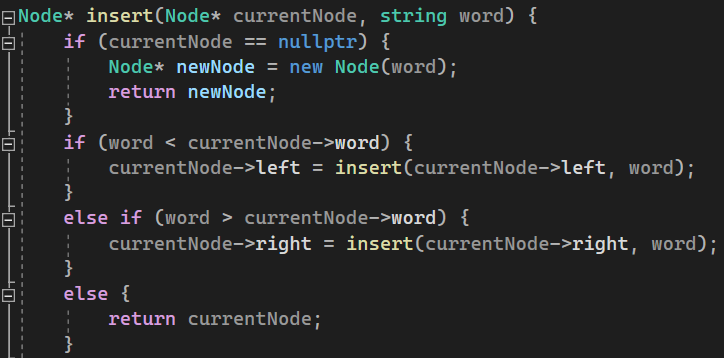 Node* insert(Node* currentNode, string word) {
    if (currentNode == nullptr) {
        Node* newNode = new Node(word);
        return newNode;
    }
    if (word < currentNode->word) {
        currentNode->left = insert(currentNode->left, word);
    }
    else if (word > currentNode->word) {
        currentNode->right = insert(currentNode->right, word);
    }
    else {
        return currentNode;
    }